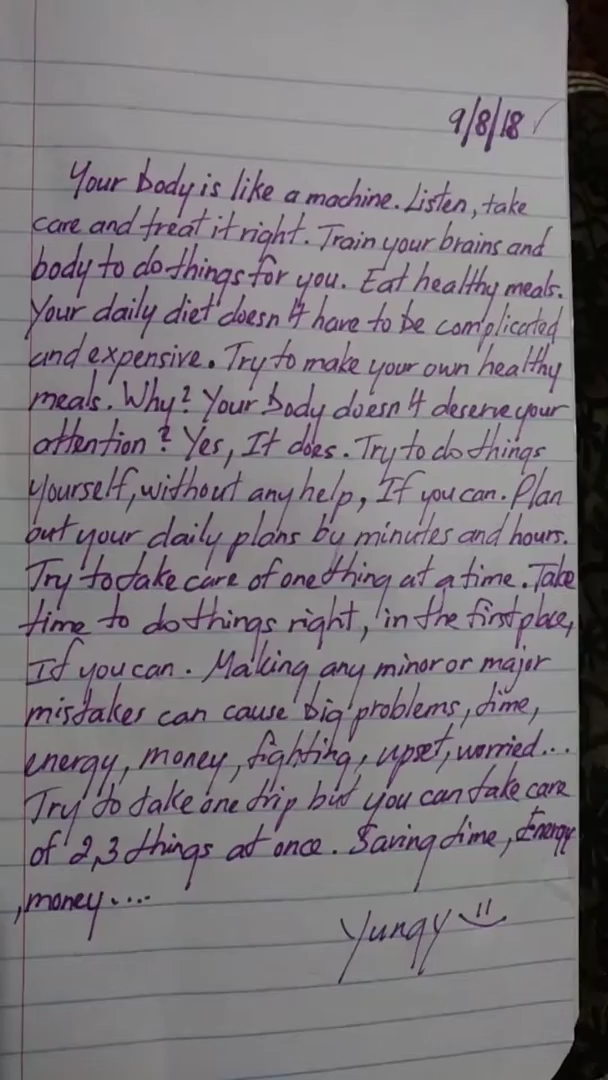 9/8/18
Your body is like a machine. Listen, take
care and treat it right. Train your brains and
body to do things for you. Eat healthy meals.
Your daily diet doesn't have to be complicated
and expensive. Try to make your own healthy
meals. Why? Your body doesn't deserve your
attention? Yes, It does. Try to do things
yourself, without any help, If you can. Plan
out your daily plans by minutes and hours.
Try to take care of one thing at a time. Take
time to do things right, in the first place,
If you can. Making any minor or major
mistakes can cause big problems, time,
energy, money, fighting, upset, worried...
Try to take one trip but you can take care
of 2,3 things at once. Saving time, Energy
, money....
Yungy